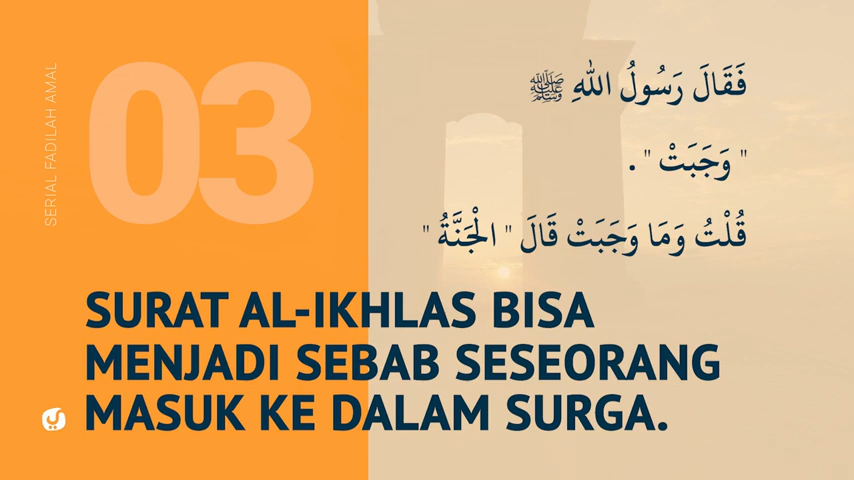 SERIAL FADILAH AMAL
03
فَقَالَ رَسُولُ اللهِ ﷺ
" وَجَبَتْ " .
قُلْتُ وَمَا وَجَبَتْ قَالَ " الْجَنَّةُ "
SURAT AL-IKHLAS BISA
MENJADI SEBAB SESEORANG
MASUK KE DALAM SURGA.